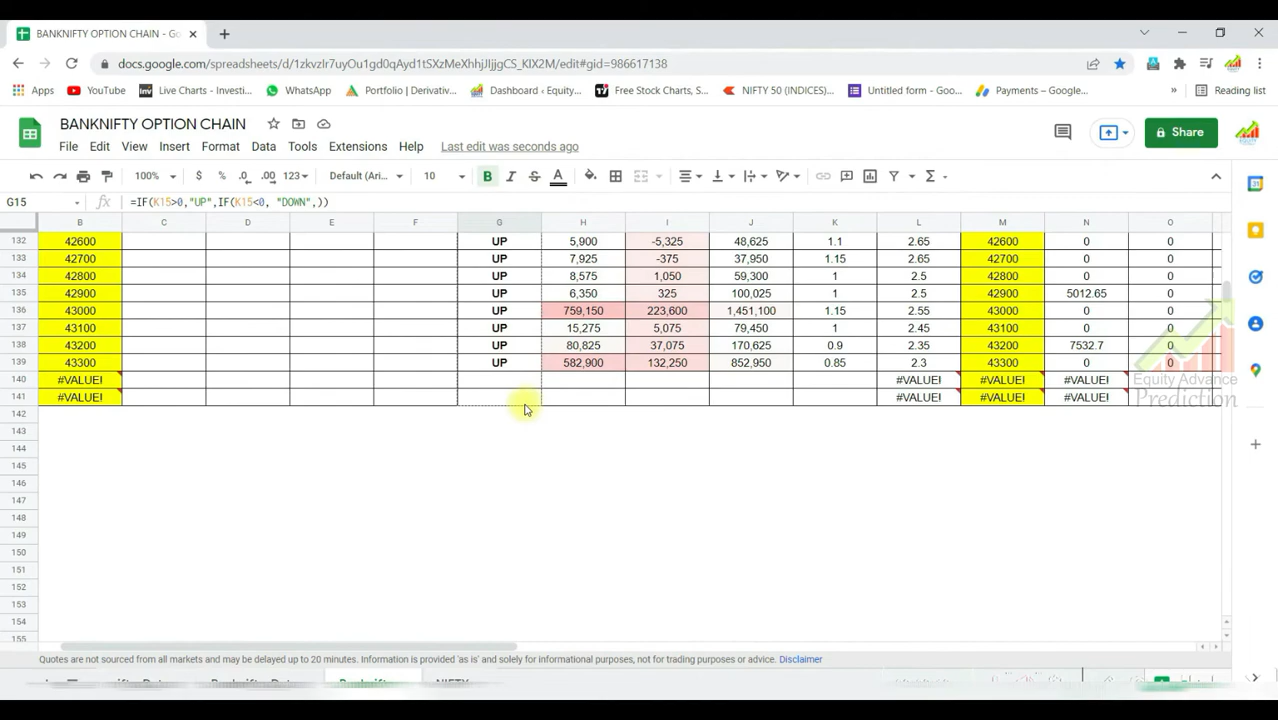 BANKNIFTY OPTION CHAIN - Go
docs.google.com/spreadsheets/d/1zkvzIr7uyOu1gd0qAyd1tSXzMeXhhjJIjjgCS_KIX2M/edit#gid=986617138
Apps YouTube Live Charts - Investi... WhatsApp Portfolio | Derivativ... Dashboard ‹ Equity... Free Stock Charts, S... NIFTY 50 (INDICES)... Untitled form - Goo... Payments – Google... » Reading list
BANKNIFTY OPTION CHAIN
File Edit View Insert Format Data Tools Extensions Help Last edit was seconds ago
Share
100% $ % .0 .00 123 Default (Ari... 10 B I S A
G15 fx =IF(K15>0,"UP",IF(K15<0, "DOWN",))
B C D E F G H I J K L M N O
132 42600 UP 5,900 -5,325 48,625 1.1 2.65 42600 0 0
133 42700 UP 7,925 -375 37,950 1.15 2.65 42700 0 0
134 42800 UP 8,575 1,050 59,300 1 2.5 42800 0 0
135 42900 UP 6,350 325 100,025 1 2.5 42900 5012.65 0
136 43000 UP 759,150 223,600 1,451,100 1.15 2.55 43000 0 0
137 43100 UP 15,275 5,075 79,450 1 2.45 43100 0 0
138 43200 UP 80,825 37,075 170,625 0.9 2.35 43200 7532.7 0
139 43300 UP 582,900 132,250 852,950 0.85 2.3 43300 0 0
140 #VALUE! #VALUE! #VALUE! #VALUE!
141 #VALUE! #VALUE! #VALUE! #VALUE!
Equity Advance
Prediction
142
143
144
145
146
147
148
149
150
151
152
153
154
155
Quotes are not sourced from all markets and may be delayed up to 20 minutes. Information is provided 'as is' and solely for informational purposes, not for trading purposes or advice. Disclaimer
NIFTY